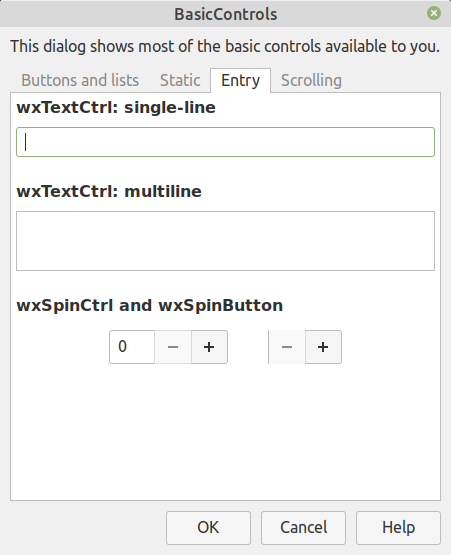 BasicControls
This dialog shows most of the basic controls available to you.
Buttons and lists Static Entry Scrolling
wxTextCtrl: single-line
wxTextCtrl: multiline
wxSpinCtrl and wxSpinButton
0 − + − +
OK Cancel Help